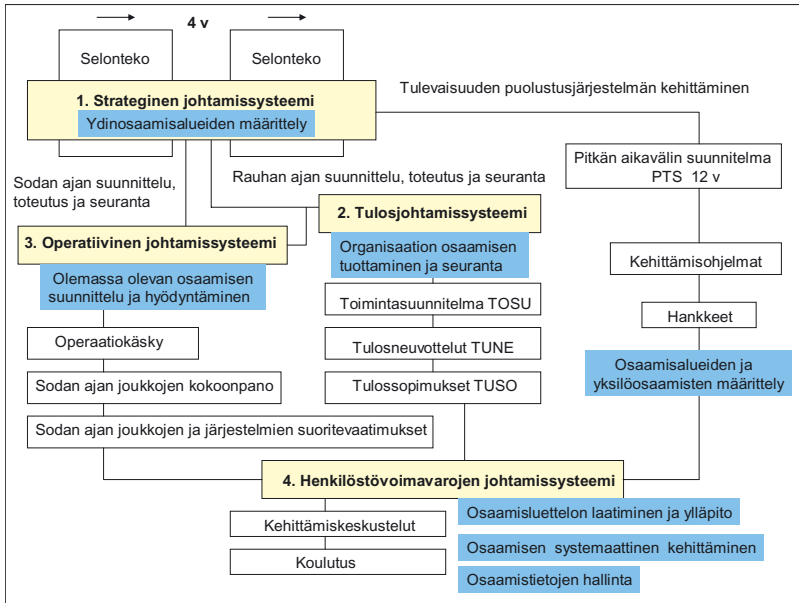 4 v
Selonteko
Selonteko
1. Strateginen johtamissysteemi
Ydinosaamisalueiden määrittely
Tulevaisuuden puolustusjärjestelmän kehittäminen
Sodan ajan suunnittelu,
toteutus ja seuranta
Rauhan ajan suunnittelu, toteutus ja seuranta
Pitkän aikavälin suunnitelma
PTS 12 v
2. Tulosjohtamissysteemi
3. Operatiivinen johtamissysteemi
Organisaation osaamisen
tuottaminen ja seuranta
Olemassa olevan osaamisen
suunnittelu ja hyödyntäminen
Kehittämisohjelmat
Toimintasuunnitelma TOSU
Hankkeet
Operaatiokäsky
Tulosneuvottelut TUNE
Osaamisalueiden ja
yksilöosaamisten määrittely
Sodan ajan joukkojen kokoonpano
Tulossopimukset TUSO
Sodan ajan joukkojen ja järjestelmien suoritevaatimukset
4. Henkilöstövoimavarojen johtamissysteemi
Osaamisluettelon laatiminen ja ylläpito
Kehittämiskeskustelut
Osaamisen systemaattinen kehittäminen
Koulutus
Osaamistietojen hallinta